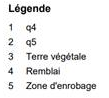 Légende
1 q4
2 q5
3 Terre végétale
4 Remblai
5 Zone d'enrobage